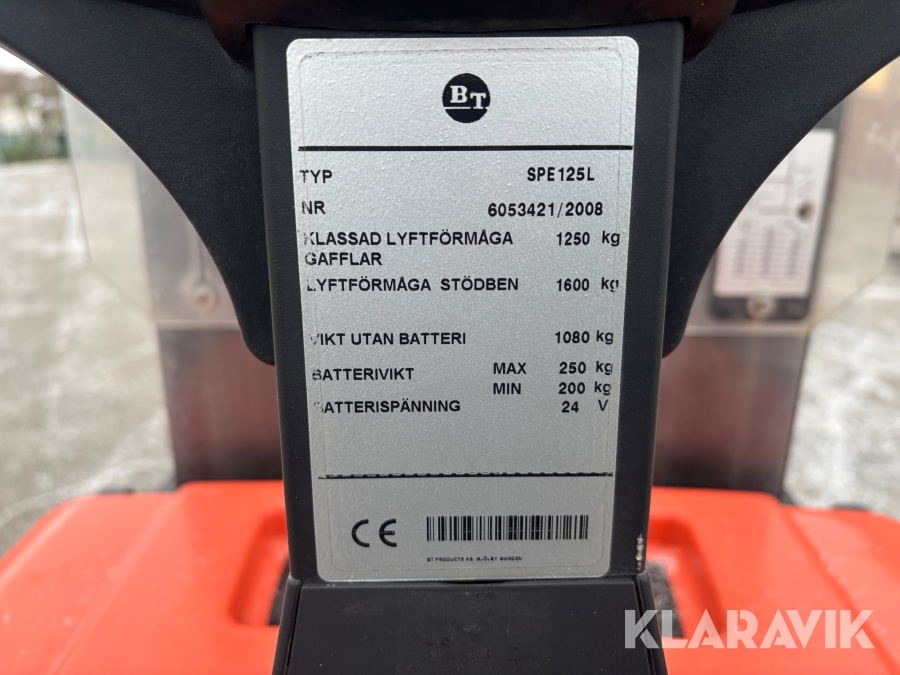 BT
TYP SPE125L
NR 6053421/2008
KLASSAD LYFTFÖRMÅGA 1250 kg
GAFFLAR
LYFTFÖRMÅGA STÖDBEN 1600 kg
VIKT UTAN BATTERI 1080 kg
BATTERIVIKT MAX 250 kg
MIN 200 kg
BATTERISPÄNNING 24 V
CE
BT PRODUCTS AB, MJÖLBY, SWEDEN
KLARAVIK